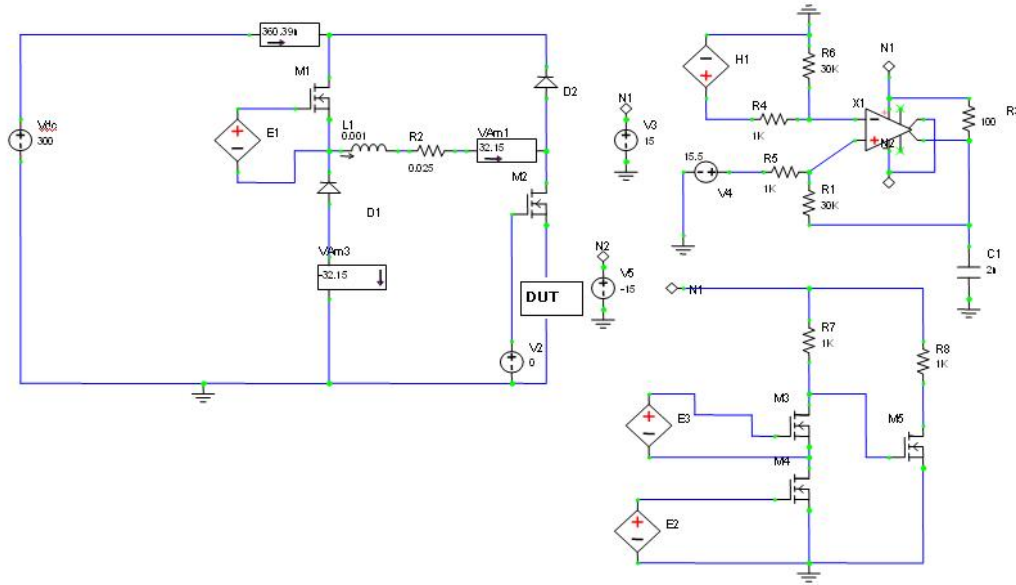 360.39n
M1
D2
Vdc
300
E1
L1
0.001
R2
0.025
VAm1
32.15
M2
D1
VAm3
-32.15
DUT
V2
0
N1
V3
15
N2
V5
-15
H1
R6
30K
N1
R4
1K
X1
100
N2
15.5
V4
R5
1K
R1
30K
C1
2n
N1
R7
1K
R8
1K
M3
E3
M4
M5
E2